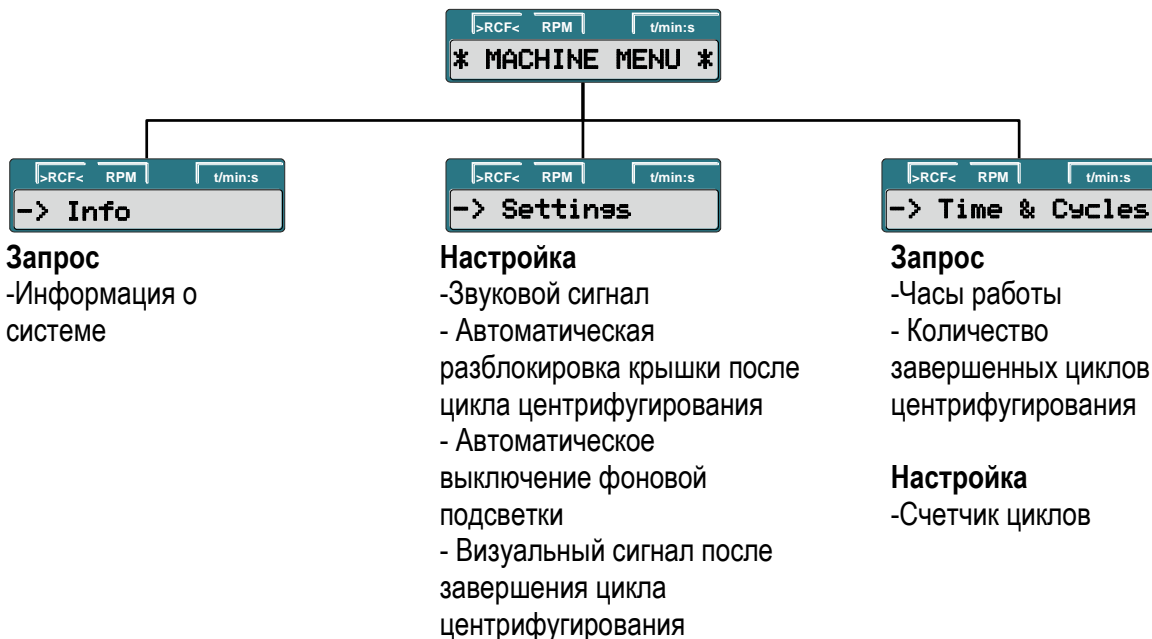 >RCF< RPM t/min:s
* MACHINE MENU *
>RCF< RPM t/min:s
-> Info
Запрос
-Информация о
системе
>RCF< RPM t/min:s
-> Settings
Настройка
-Звуковой сигнал
- Автоматическая
разблокировка крышки после
цикла центрифугирования
- Автоматическое
выключение фоновой
подсветки
- Визуальный сигнал после
завершения цикла
центрифугирования
>RCF< RPM t/min:s
-> Time & Cycles
Запрос
-Часы работы
- Количество
завершенных циклов
центрифугирования
Настройка
-Счетчик циклов